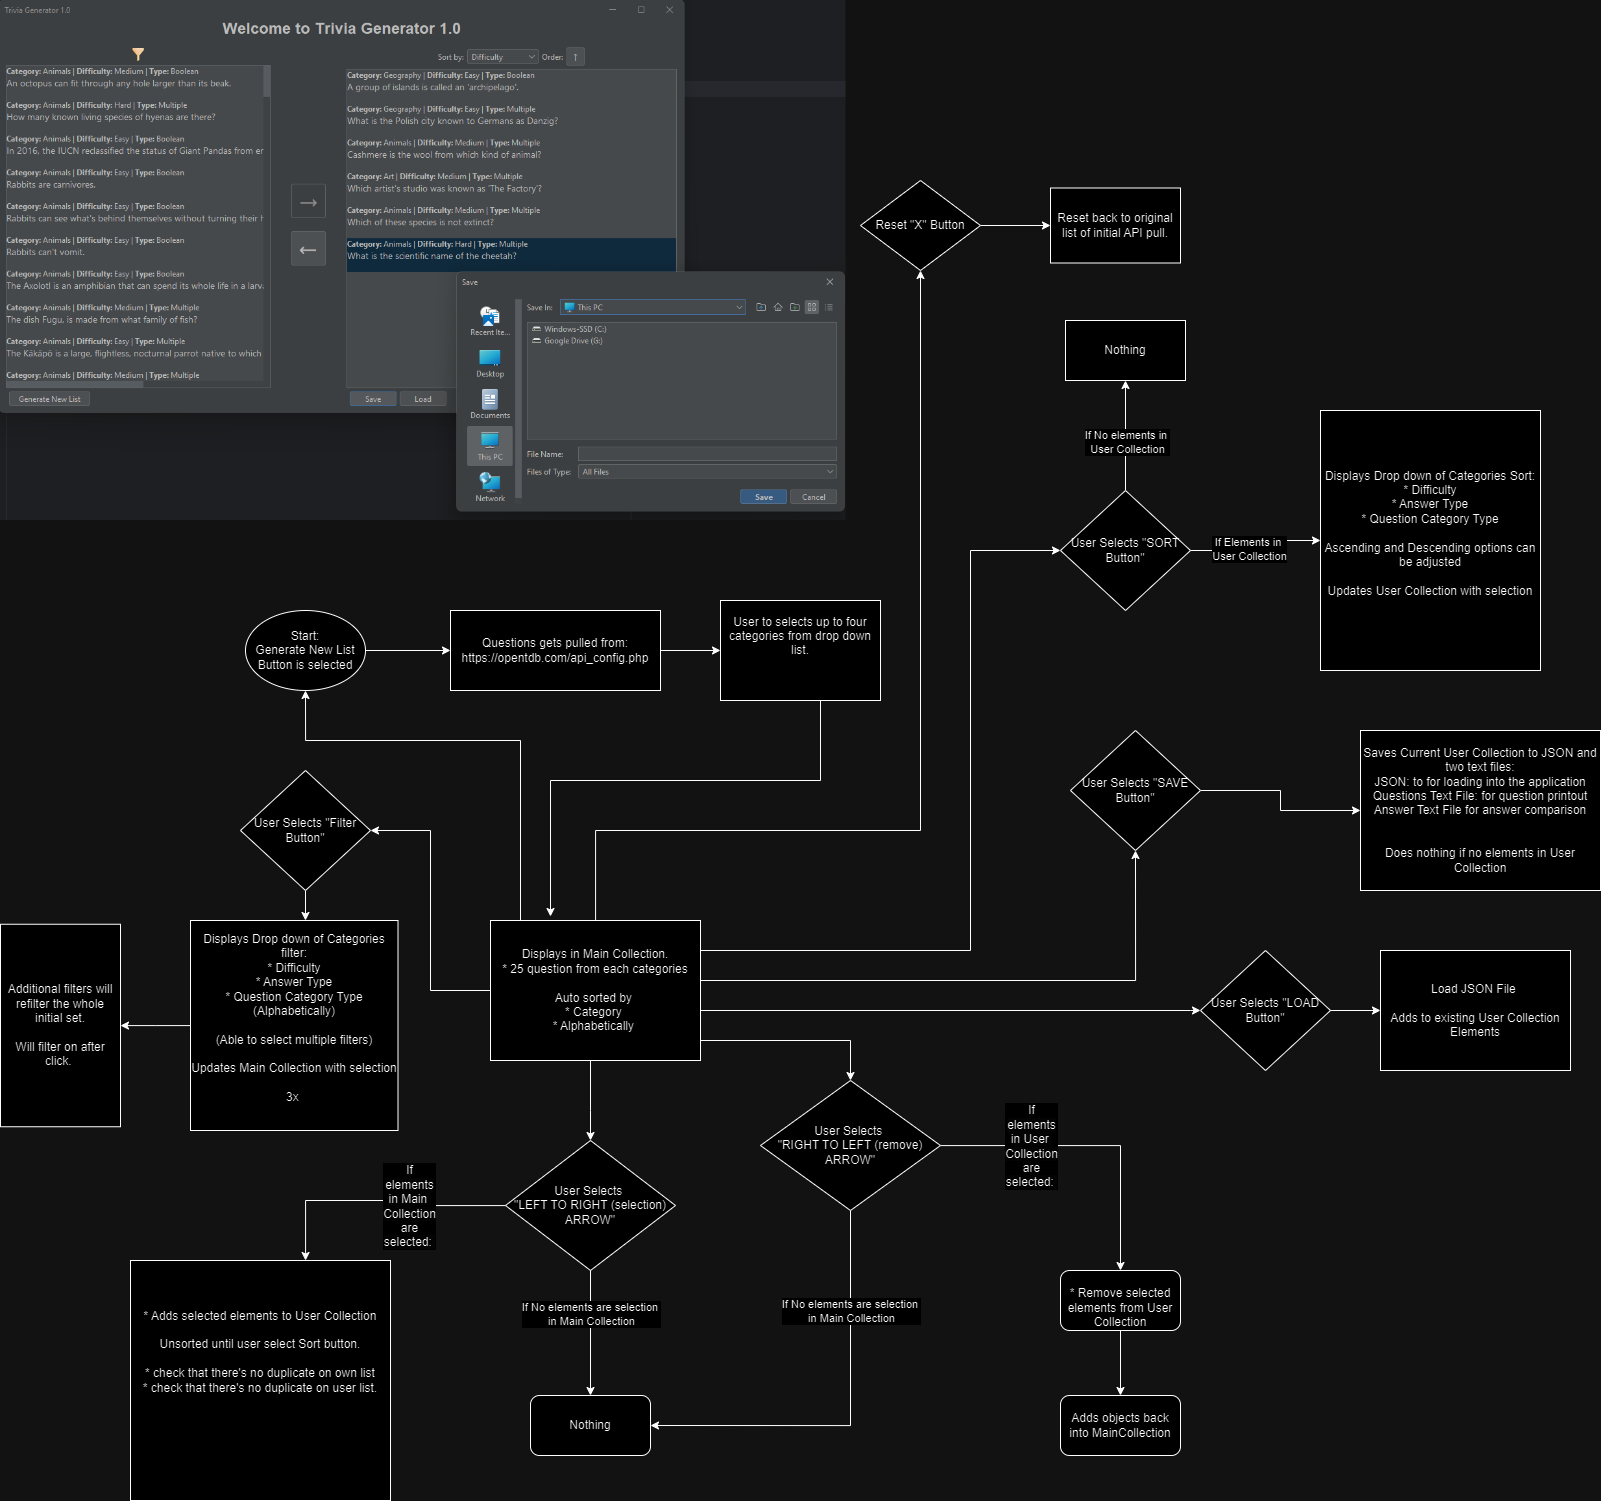 Trivia Generator 1.0
Welcome to Trivia Generator 1.0
Sort by: Difficulty Order: ↑
Category: Animals | Difficulty: Medium | Type: Boolean
An octopus can fit through any hole larger than its beak.
Category: Animals | Difficulty: Hard | Type: Multiple
How many known living species of hyenas are there?
Category: Animals | Difficulty: Easy | Type: Boolean
In 2016, the IUCN reclassified the status of Giant Pandas from er
Category: Animals | Difficulty: Easy | Type: Boolean
Rabbits are carnivores.
Category: Animals | Difficulty: Easy | Type: Boolean
Rabbits can see what's behind themselves without turning their h
Category: Animals | Difficulty: Easy | Type: Boolean
Rabbits can't vomit.
Category: Animals | Difficulty: Easy | Type: Boolean
The Axolotl is an amphibian that can spend its whole life in a larva
Category: Animals | Difficulty: Medium | Type: Multiple
The dish Fugu, is made from what family of fish?
Category: Animals | Difficulty: Easy | Type: Multiple
The Kākāpō is a large, flightless, nocturnal parrot native to which
Category: Animals | Difficulty: Medium | Type: Multiple
Generate New List
→
←
Category: Geography | Difficulty: Easy | Type: Boolean
A group of islands is called an 'archipelago'.
Category: Geography | Difficulty: Easy | Type: Multiple
What is the Polish city known to Germans as Danzig?
Category: Animals | Difficulty: Medium | Type: Multiple
Cashmere is the wool from which kind of animal?
Category: Art | Difficulty: Medium | Type: Multiple
Which artist's studio was known as 'The Factory'?
Category: Animals | Difficulty: Medium | Type: Multiple
Which of these species is not extinct?
Category: Animals | Difficulty: Hard | Type: Multiple
What is the scientific name of the cheetah?
Save
Load
Save
Save In: This PC
Recent Ite...
Desktop
Documents
This PC
Network
Windows-SSD (C:)
Google Drive (G:)
File Name:
Files of Type: All Files
Save
Cancel
Reset "X" Button
Reset back to original
list of initial API pull.
Nothing
If No elements in
User Collection
User Selects "SORT
Button"
If Elements in
User Collection
Displays Drop down of Categories Sort:
* Difficulty
* Answer Type
* Question Category Type
Ascending and Descending options can
be adjusted
Updates User Collection with selection
Start:
Generate New List
Button is selected
Questions gets pulled from:
https://opentdb.com/api_config.php
User to selects up to four
categories from drop down
list.
User Selects "SAVE
Button"
Saves Current User Collection to JSON and
two text files:
JSON: to for loading into the application
Questions Text File: for question printout
Answer Text File for answer comparison
Does nothing if no elements in User
Collection
User Selects "Filter
Button"
Displays Drop down of Categories
filter:
* Difficulty
* Answer Type
* Question Category Type
(Alphabetically)
(Able to select multiple filters)
Updates Main Collection with selection
3x
Additional filters will
refilter the whole
initial set.
Will filter on after
click.
Displays in Main Collection.
* 25 question from each categories
Auto sorted by
* Category
* Alphabetically
User Selects "LOAD
Button"
Load JSON File
Adds to existing User Collection
Elements
User Selects
"RIGHT TO LEFT (remove)
ARROW"
If
elements
in User
Collection
are
selected:
User Selects
"LEFT TO RIGHT (selection)
ARROW"
If
elements
in Main
Collection
are
selected:
* Adds selected elements to User Collection
Unsorted until user select Sort button.
* check that there's no duplicate on own list
* check that there's no duplicate on user list.
If No elements are selection
in Main Collection
If No elements are selection
in Main Collection
* Remove selected
elements from User
Collection
Nothing
Adds objects back
into MainCollection